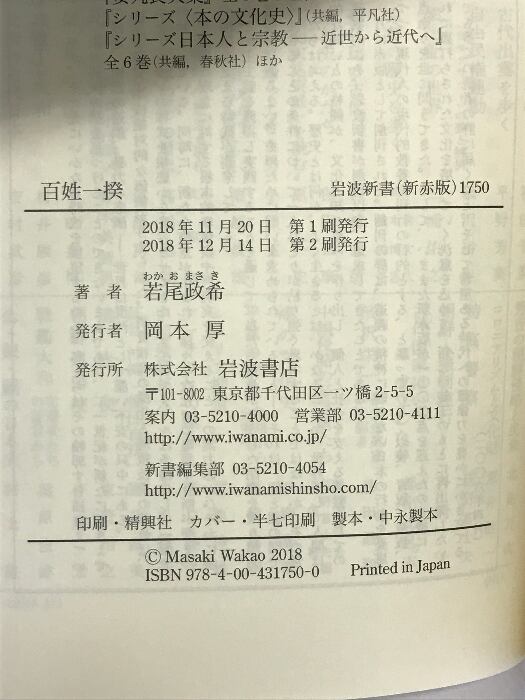 『シリーズ〈本の文化史〉』(共編，平凡社)
『シリーズ日本人と宗教——近世から近代へ』
全6巻(共編，春秋社) ほか
百姓一揆
岩波新書(新赤版)1750
2018年11月20日　第1刷発行
2018年12月14日　第2刷発行
わか お まさ き
著　者　若尾政希
発行者　岡本 厚
発行所　株式会社 岩波書店
〒101-8002 東京都千代田区一ツ橋2-5-5
案内 03-5210-4000　営業部 03-5210-4111
http://www.iwanami.co.jp/
新書編集部 03-5210-4054
http://www.iwanamishinsho.com/
印刷・精興社　カバー・半七印刷　製本・中永製本
© Masaki Wakao 2018
ISBN 978-4-00-431750-0　Printed in Japan